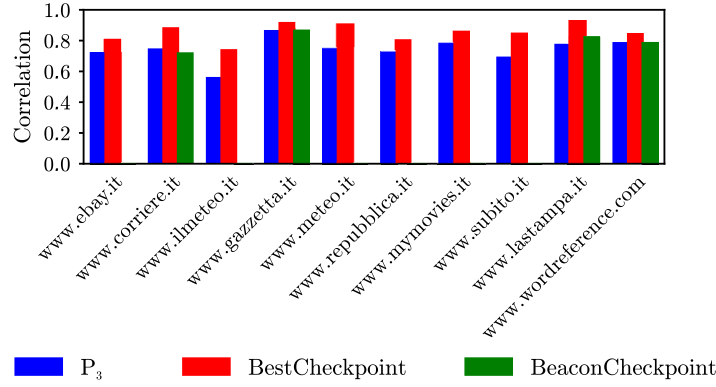 Correlation
1.0
0.8
0.6
0.4
0.2
0.0
www.ebay.it
www.corriere.it
www.ilmeteo.it
www.gazzetta.it
www.meteo.it
www.repubblica.it
www.mymovies.it
www.subito.it
www.lastampa.it
www.wordreference.com
P₃
BestCheckpoint
BeaconCheckpoint